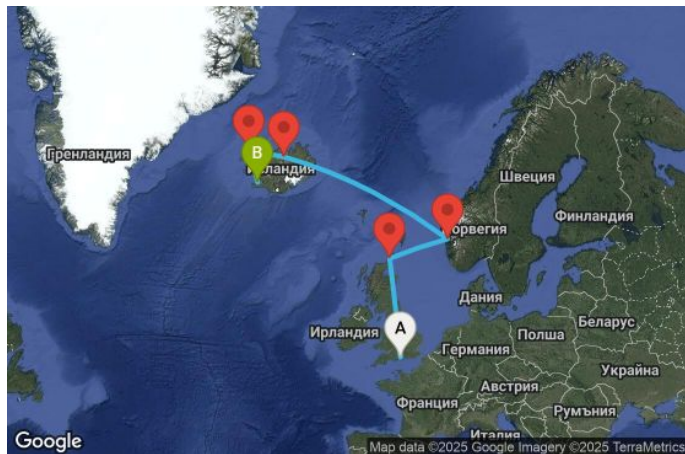 Гренландия
B
Исландия
Швеция
Норвегия
Финландия
Дания
A
Ирландия
Беларус
Полша
Германия
Украйна
Австрия
Франция
Румъния
Италия
Google
Map data ©2025 Google Imagery ©2025 TerraMetrics